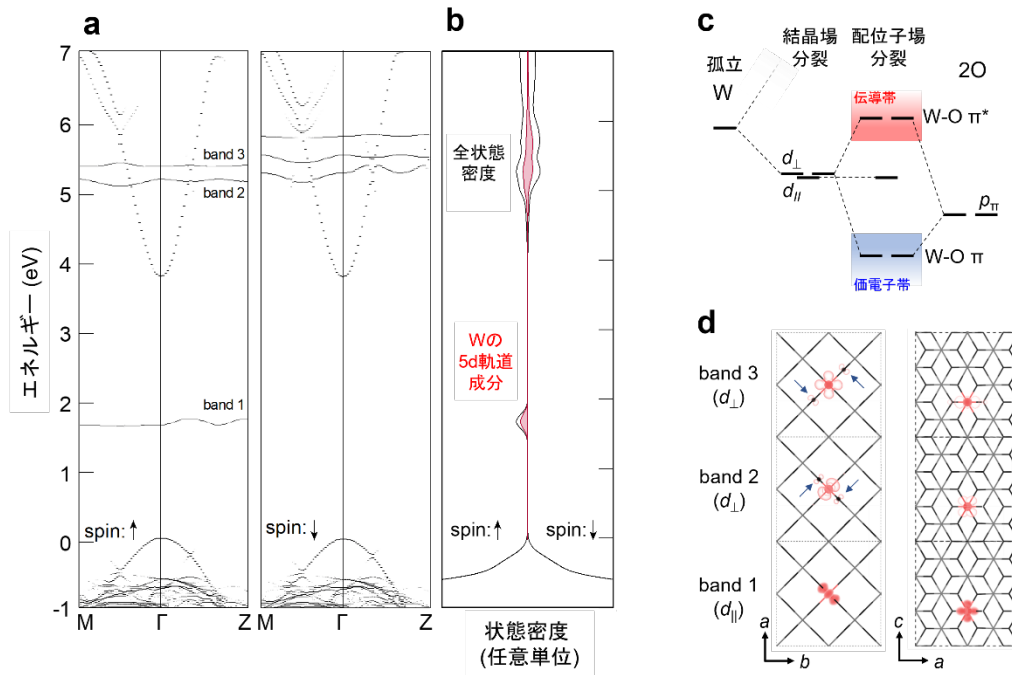 a
7
6
5
4
3
2
1
0
-1
エネルギー (eV)
band 3
band 2
band 1
spin:↑
spin:↓
M
Γ
Z
M
Γ
Z
b
全状態
密度
Wの
5d軌道
成分
spin:↑
spin:↓
状態密度
(任意単位)
c
孤立
W
結晶場
分裂
配位子場
分裂
2O
伝導帯
W-O π*
d⊥
d//
pπ
W-O π
価電子帯
d
band 3
(d⊥)
band 2
(d⊥)
band 1
(d||)
a
b
c
a